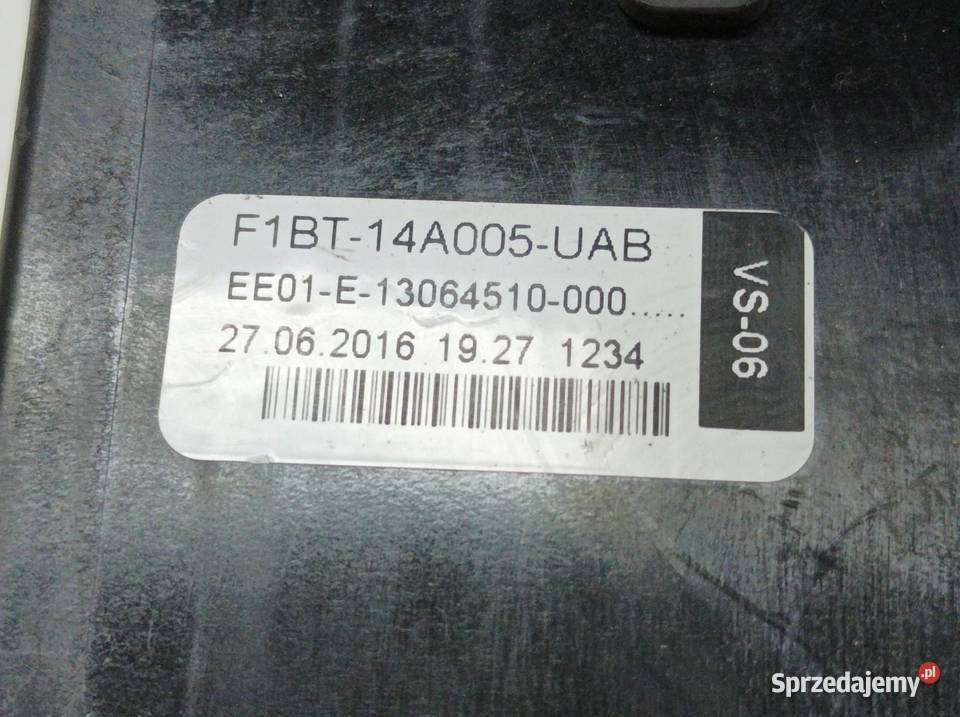 F1BT-14A005-UAB
EE01-E-13064510-000.....
27.06.2016 19.27 1234
VS-06
Sprzedajemy.pl